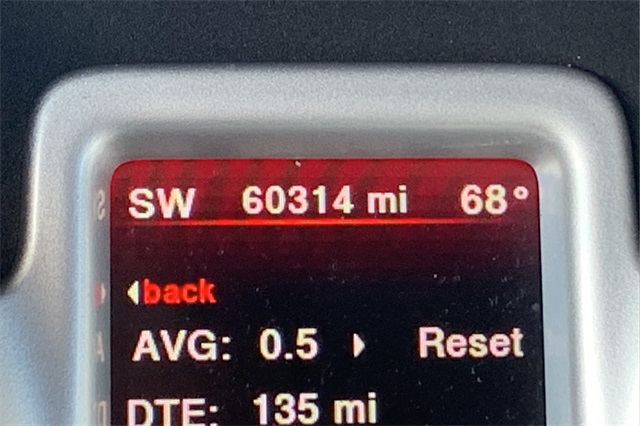 SW 60314 mi 68°
back
AVG: 0.5 Reset
DTE: 135 mi